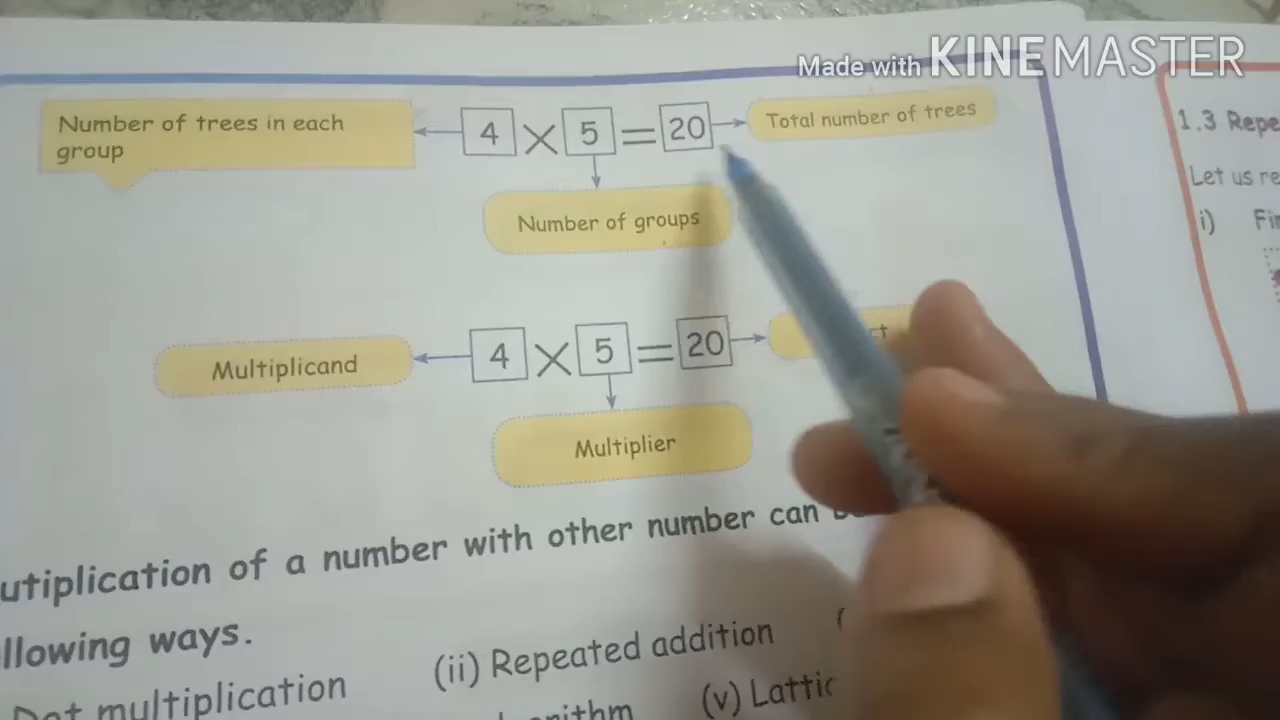 Made with KINEMASTER
Number of trees in each
group
4 × 5 = 20
Total number of trees
Number of groups
Multiplicand
4 × 5 = 20
Multiplier
utiplication of a number with other number can
llowing ways.
Dot multiplication
(ii) Repeated addition
(v) Lattic
1.3 Repe
Let us re
i) Fi